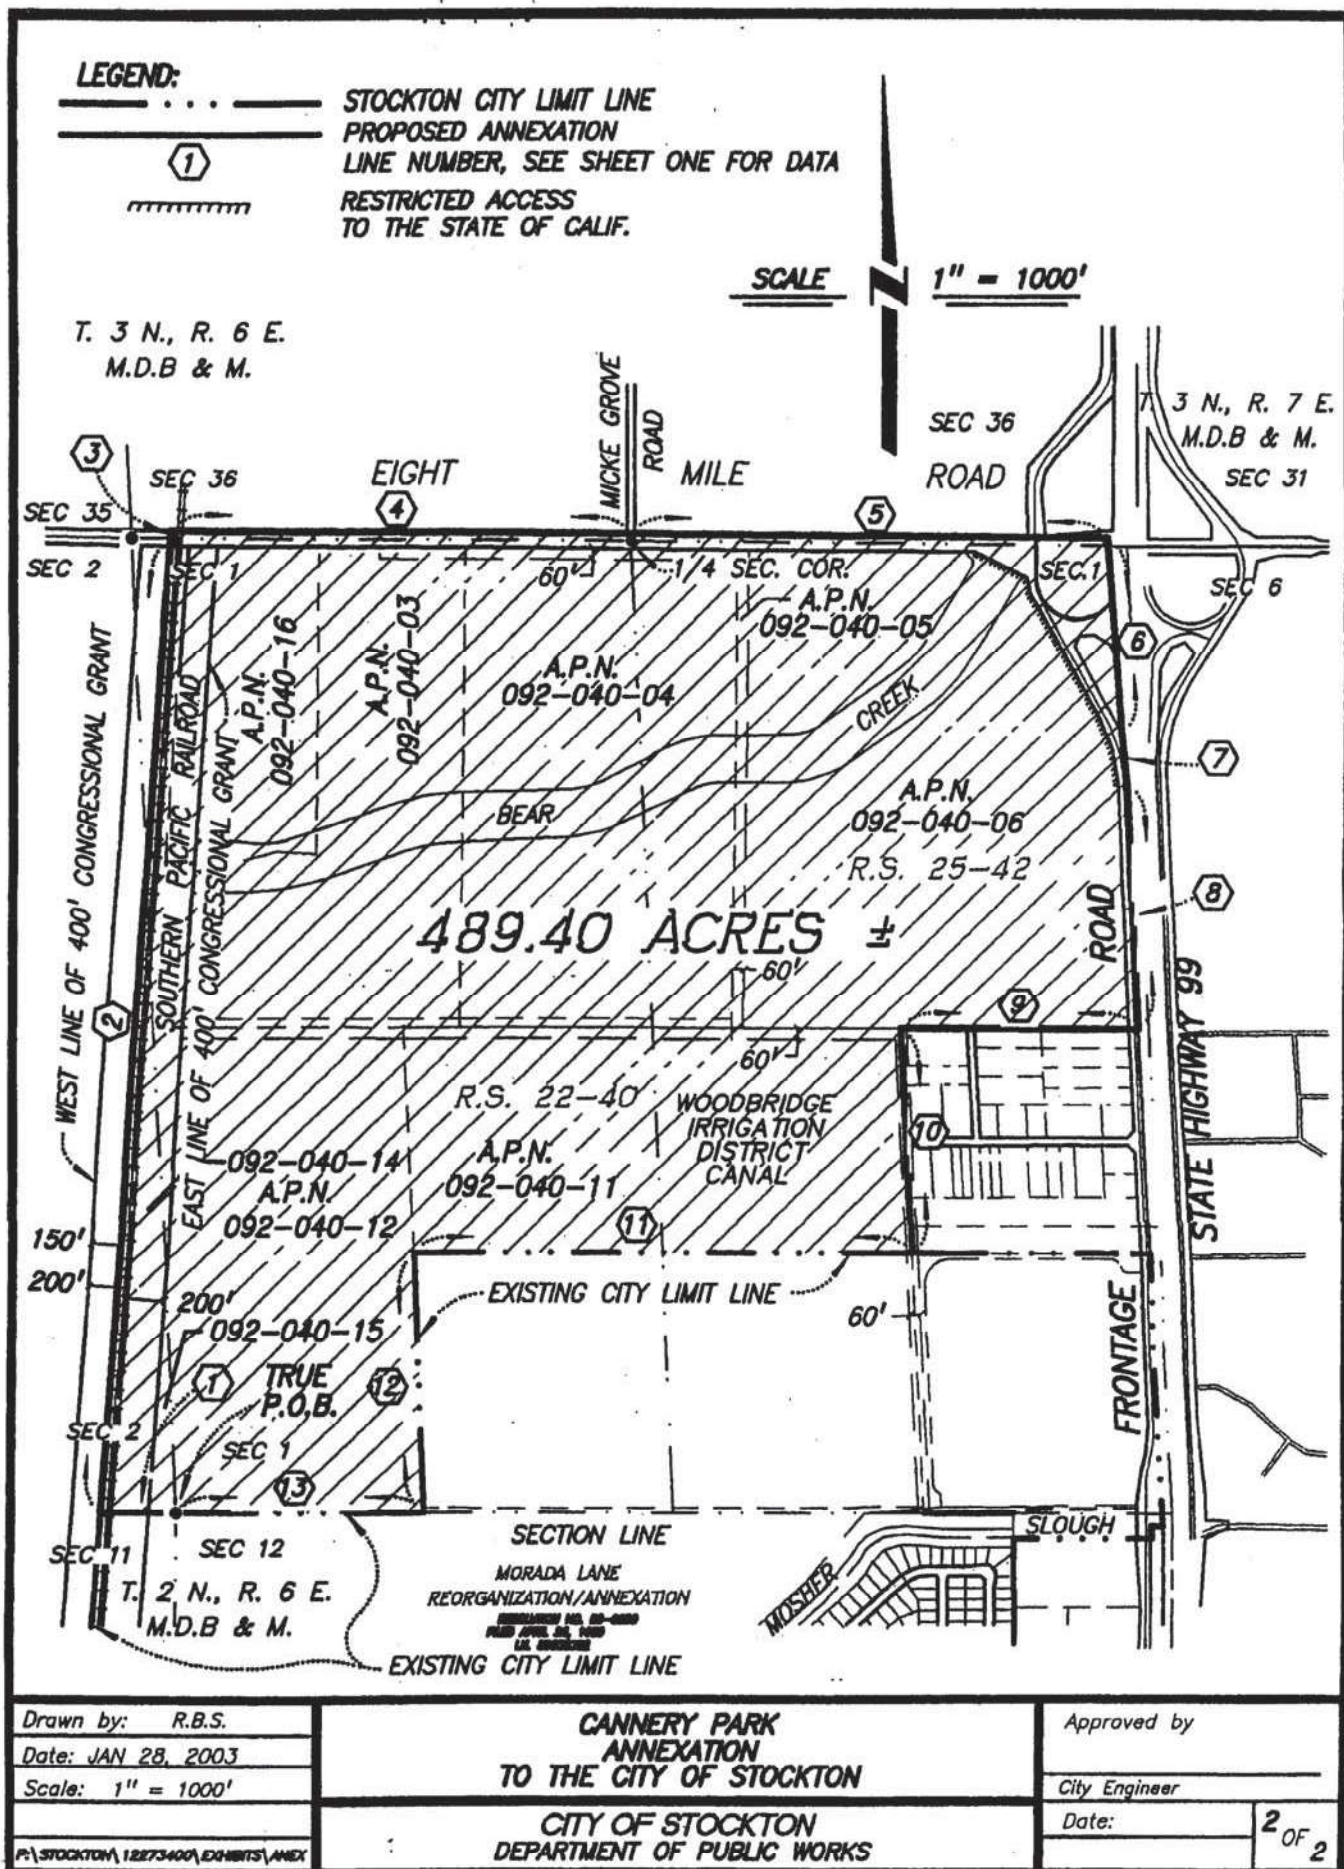 LEGEND:
STOCKTON CITY LIMIT LINE
PROPOSED ANNEXATION
1
LINE NUMBER, SEE SHEET ONE FOR DATA
RESTRICTED ACCESS
TO THE STATE OF CALIF.
SCALE
1" = 1000'
T. 3 N., R. 6 E.
M.D.B & M.
MICKE GROVE
ROAD
SEC 36
T. 3 N., R. 7 E.
M.D.B & M.
SEC 31
3
SEC 36
EIGHT
MILE
ROAD
4
5
SEC 35
SEC 2
SEC 1
60'
1/4 SEC. COR.
SEC.1
SEC 6
A.P.N.
092-040-05
A.P.N.
092-040-16
A.P.N.
092-040-03
A.P.N.
092-040-04
6
CREEK
7
WEST LINE OF 400' CONGRESSIONAL GRANT
SOUTHERN PACIFIC RAILROAD
EAST LINE OF 400' CONGRESSIONAL GRANT
BEAR
A.P.N.
092-040-06
R.S. 25-42
8
489.40 ACRES ±
60'
ROAD
2
9
60'
STATE HIGHWAY 99
R.S. 22-40
WOODBRIDGE
IRRIGATION
DISTRICT
CANAL
10
092-040-14
A.P.N.
092-040-12
A.P.N.
092-040-11
11
150'
200'
200'
EXISTING CITY LIMIT LINE
60'
092-040-15
FRONTAGE
1
TRUE
P.O.B.
12
SEC 2
SEC 1
13
SEC 11
SEC 12
SECTION LINE
SLOUGH
MORADA LANE
REORGANIZATION/ANNEXATION
MOSHER
T. 2 N., R. 6 E.
M.D.B & M.
EXISTING CITY LIMIT LINE
Drawn by: R.B.S.
Date: JAN 28, 2003
Scale: 1" = 1000'
P:\STOCKTON\12273400\EXHIBITS\ANEX
CANNERY PARK
ANNEXATION
TO THE CITY OF STOCKTON
CITY OF STOCKTON
DEPARTMENT OF PUBLIC WORKS
Approved by
City Engineer
Date:
2 OF 2